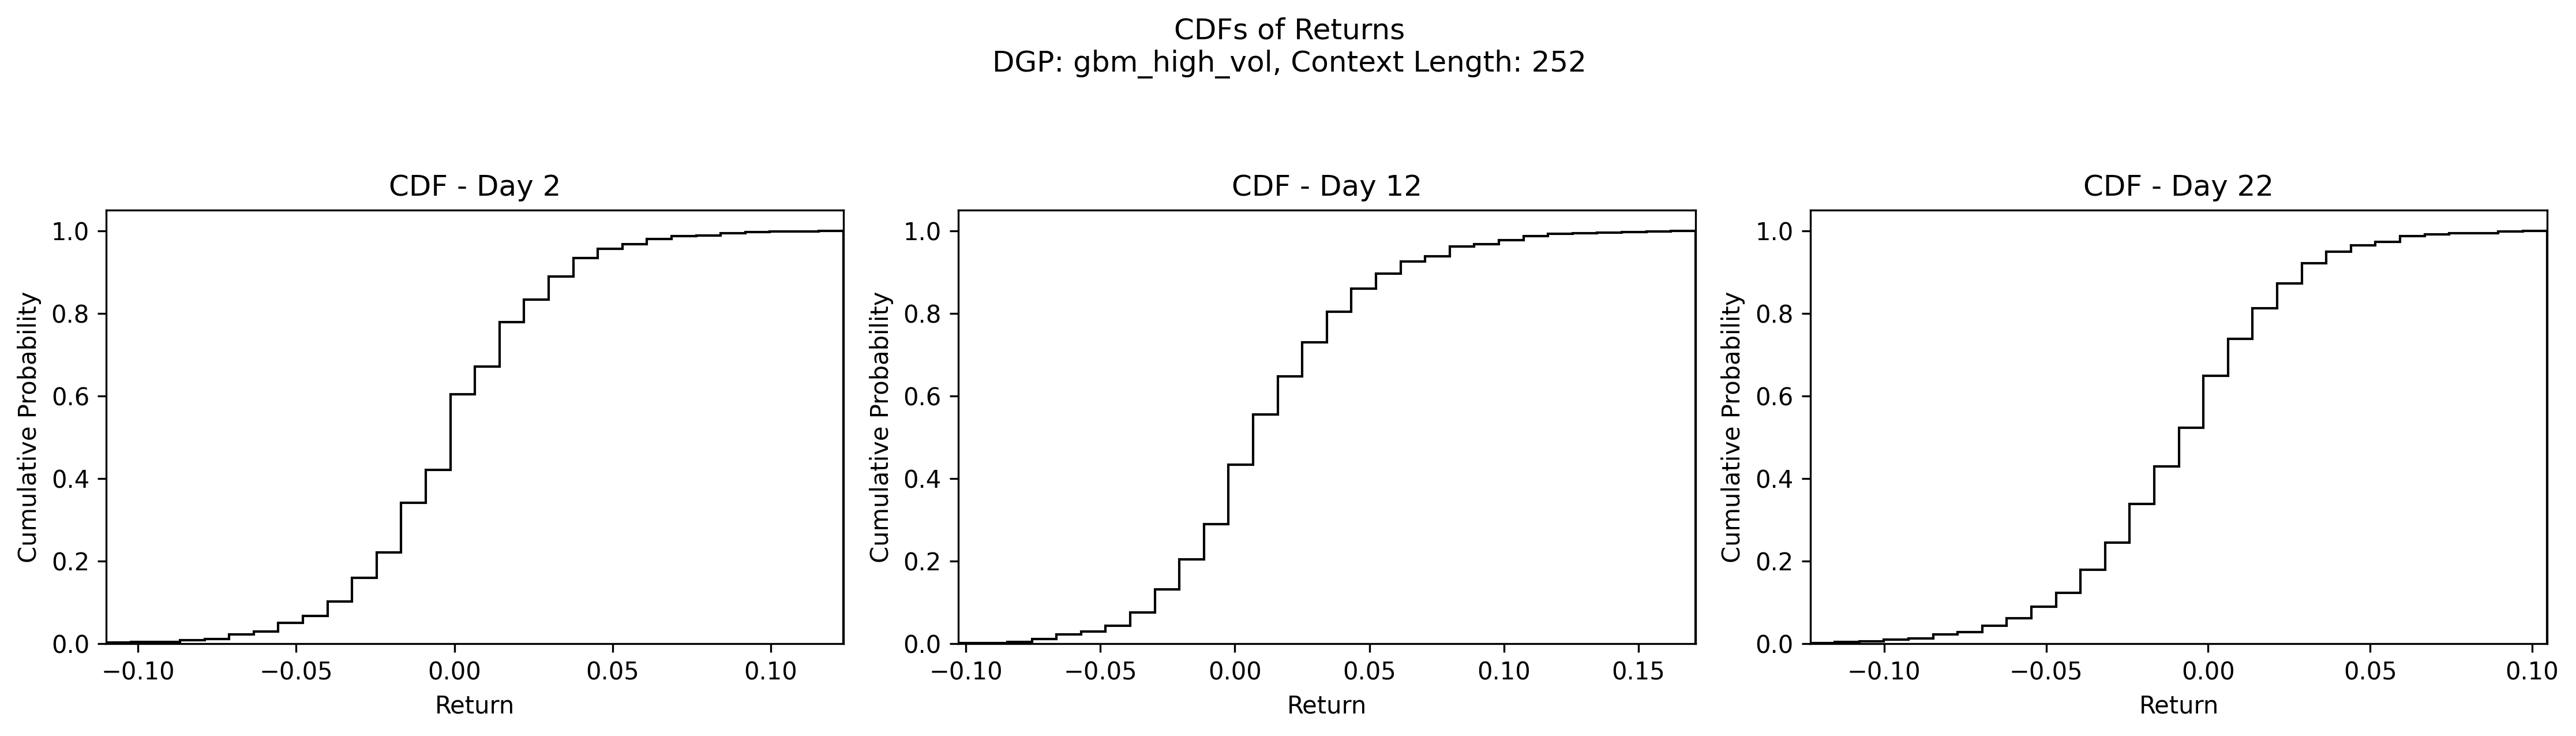 CDFs of Returns
DGP: gbm_high_vol, Context Length: 252
CDF - Day 2
1.0
0.8
0.6
0.4
0.2
0.0
Cumulative Probability
−0.10 −0.05 0.00 0.05 0.10
Return
CDF - Day 12
1.0
0.8
0.6
0.4
0.2
0.0
Cumulative Probability
−0.10 −0.05 0.00 0.05 0.10 0.15
Return
CDF - Day 22
1.0
0.8
0.6
0.4
0.2
0.0
Cumulative Probability
−0.10 −0.05 0.00 0.05 0.10
Return